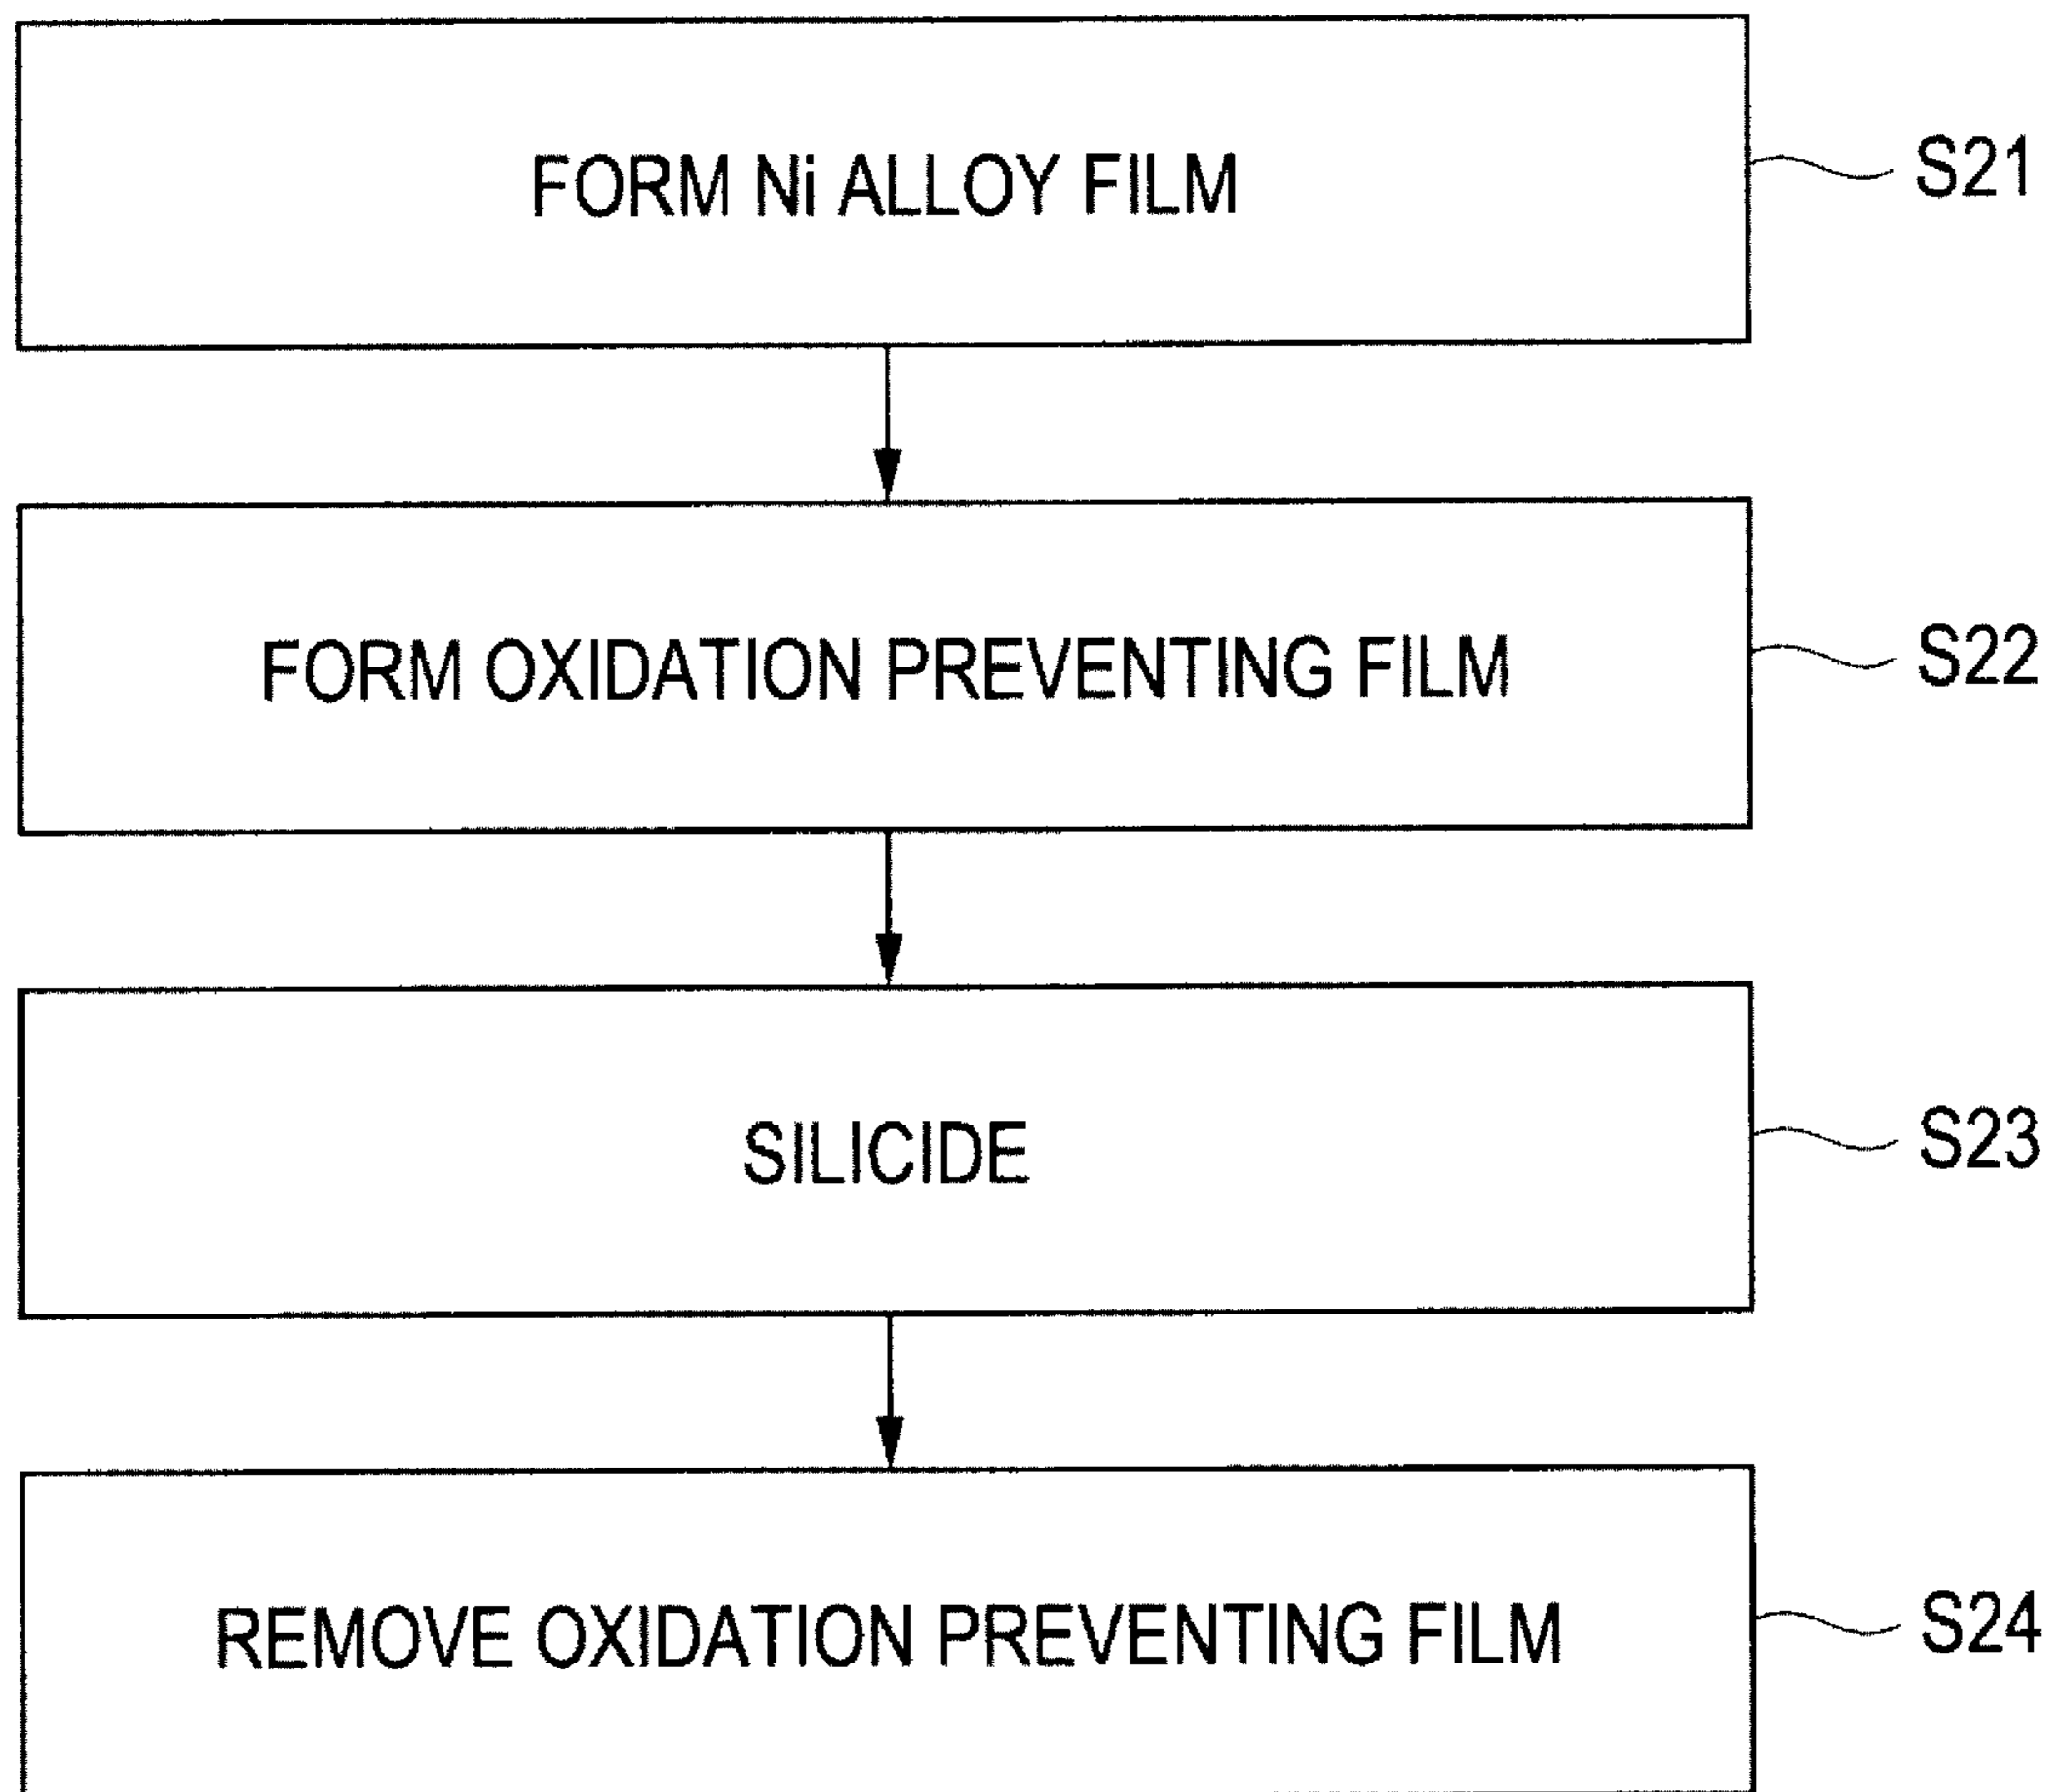 FORM Ni ALLOY FILM
S21
FORM OXIDATION PREVENTING FILM
S22
SILICIDE
S23
REMOVE OXIDATION PREVENTING FILM
S24